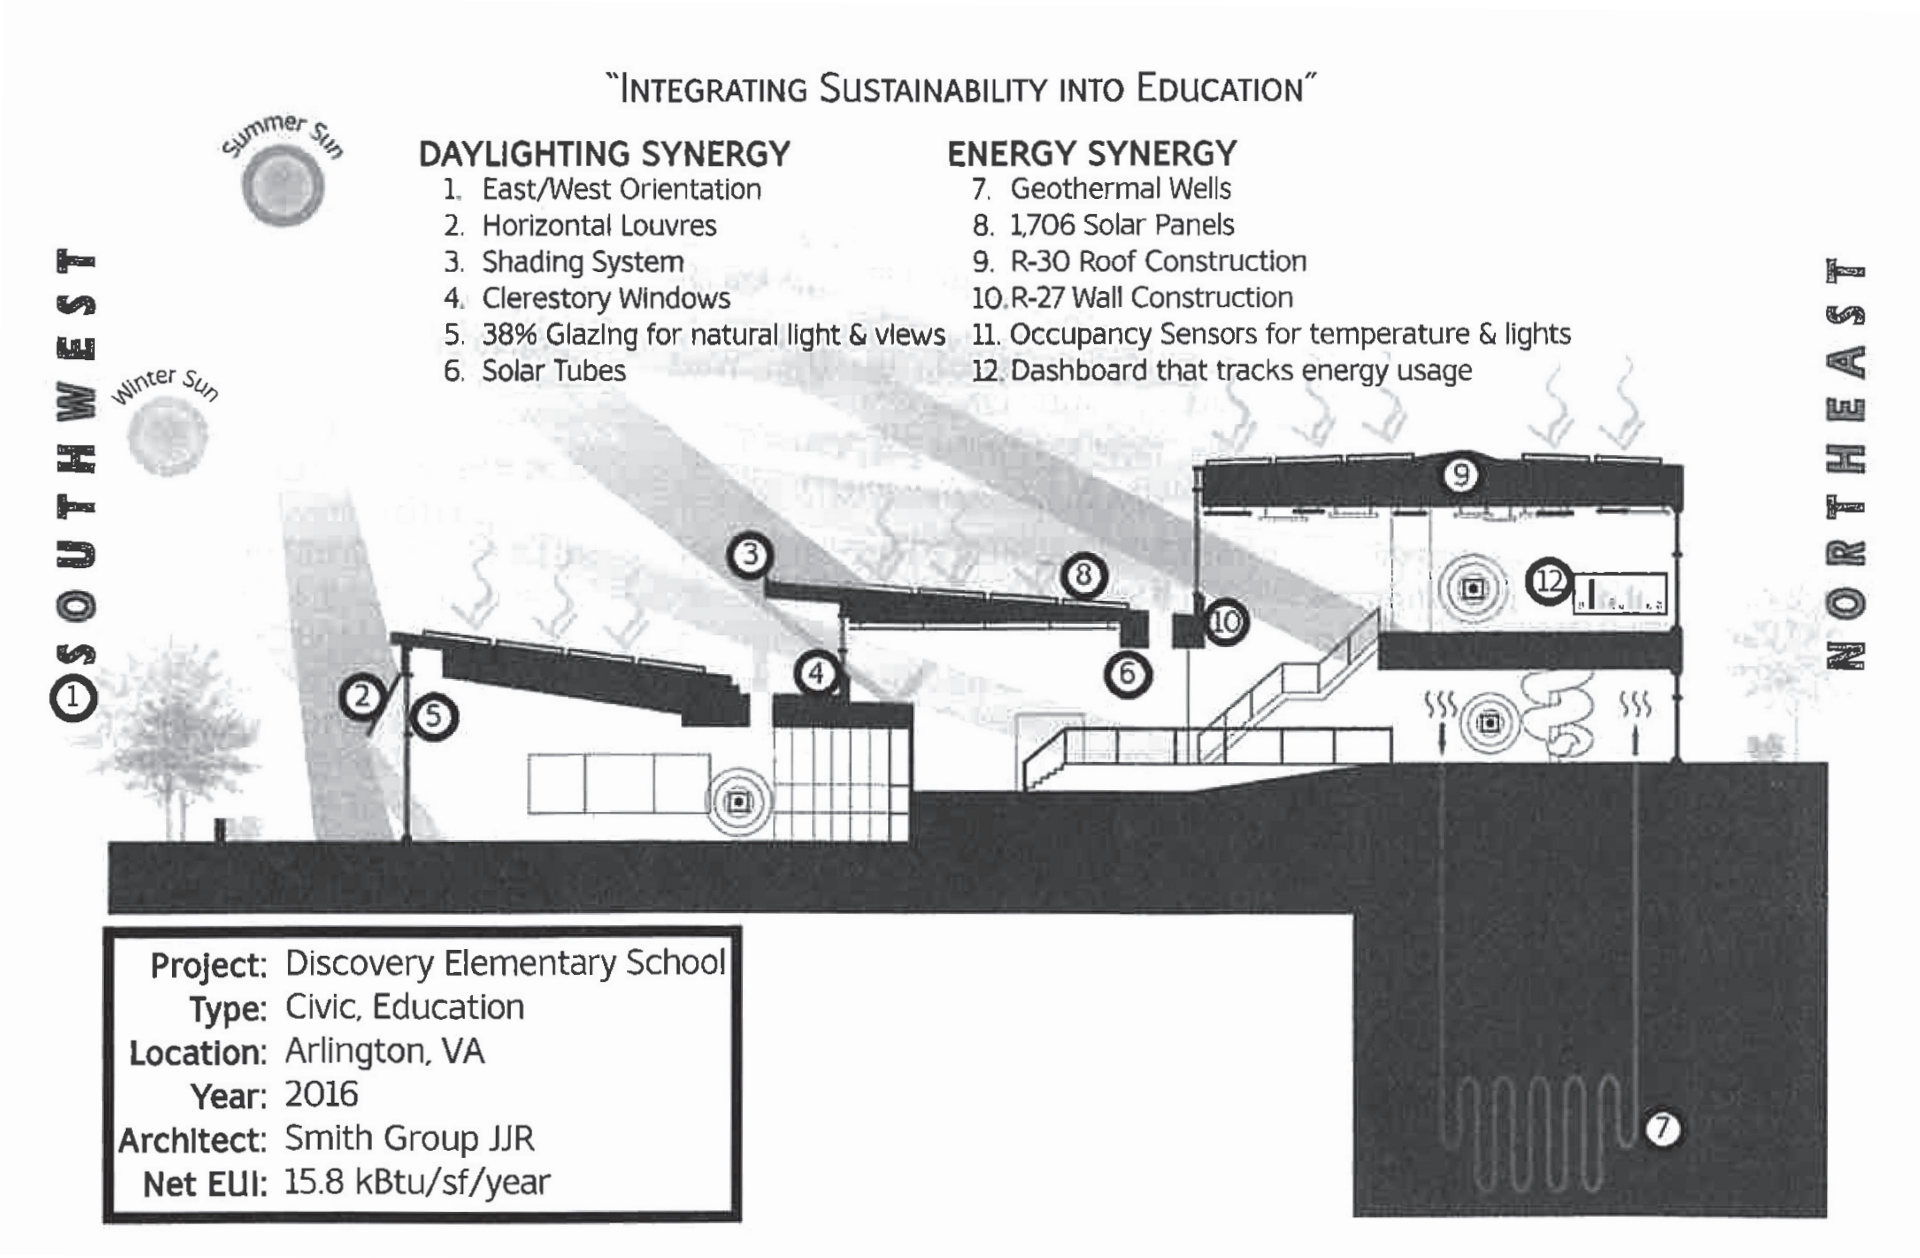 "INTEGRATING SUSTAINABILITY INTO EDUCATION"
Summer Sun
DAYLIGHTING SYNERGY
1. East/West Orientation
2. Horizontal Louvres
3. Shading System
4. Clerestory Windows
5. 38% Glazing for natural light & views
6. Solar Tubes
ENERGY SYNERGY
7. Geothermal Wells
8. 1,706 Solar Panels
9. R-30 Roof Construction
10. R-27 Wall Construction
11. Occupancy Sensors for temperature & lights
12. Dashboard that tracks energy usage
SOUTHWEST
Winter Sun
NORTHEAST
9
3
8
12
10
4
6
1
2
5
7
Project: Discovery Elementary School
Type: Civic, Education
Location: Arlington, VA
Year: 2016
Architect: Smith Group JJR
Net EUI: 15.8 kBtu/sf/year